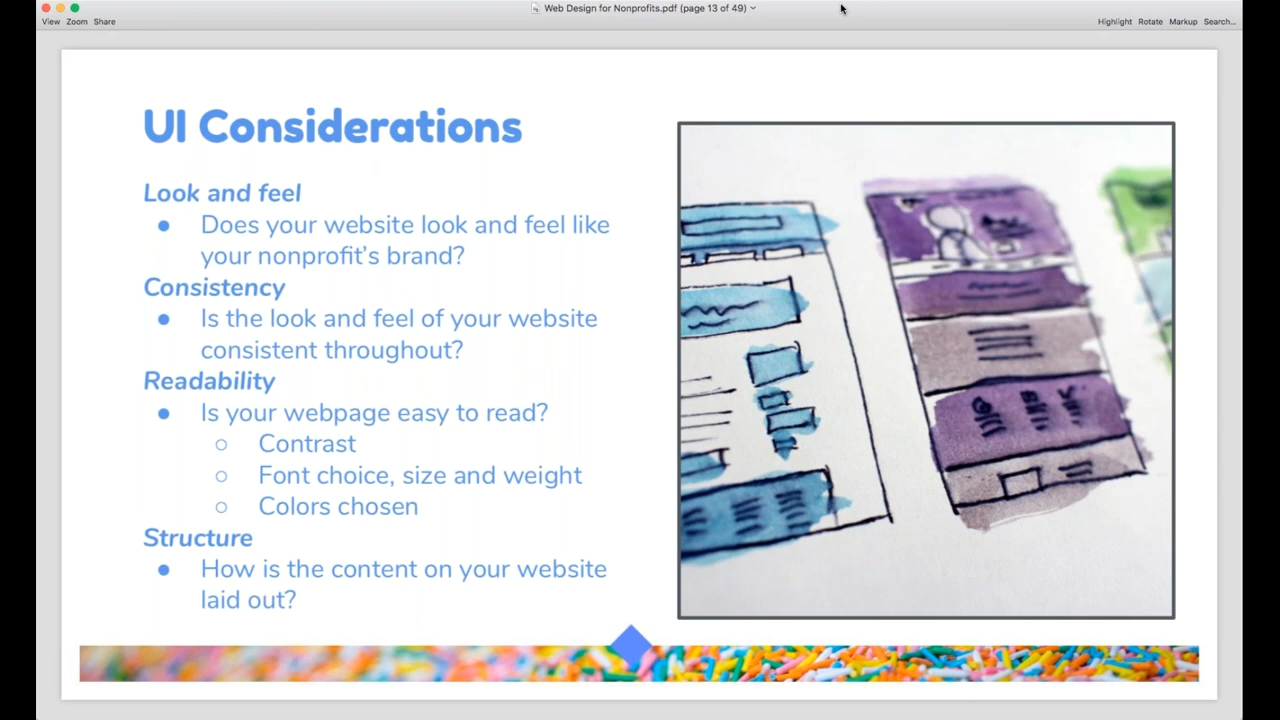 Web Design for Nonprofits.pdf (page 13 of 49)
View Zoom Share
Highlight Rotate Markup Search...
UI Considerations
Look and feel
● Does your website look and feel like
your nonprofit's brand?
Consistency
● Is the look and feel of your website
consistent throughout?
Readability
● Is your webpage easy to read?
○ Contrast
○ Font choice, size and weight
○ Colors chosen
Structure
● How is the content on your website
laid out?